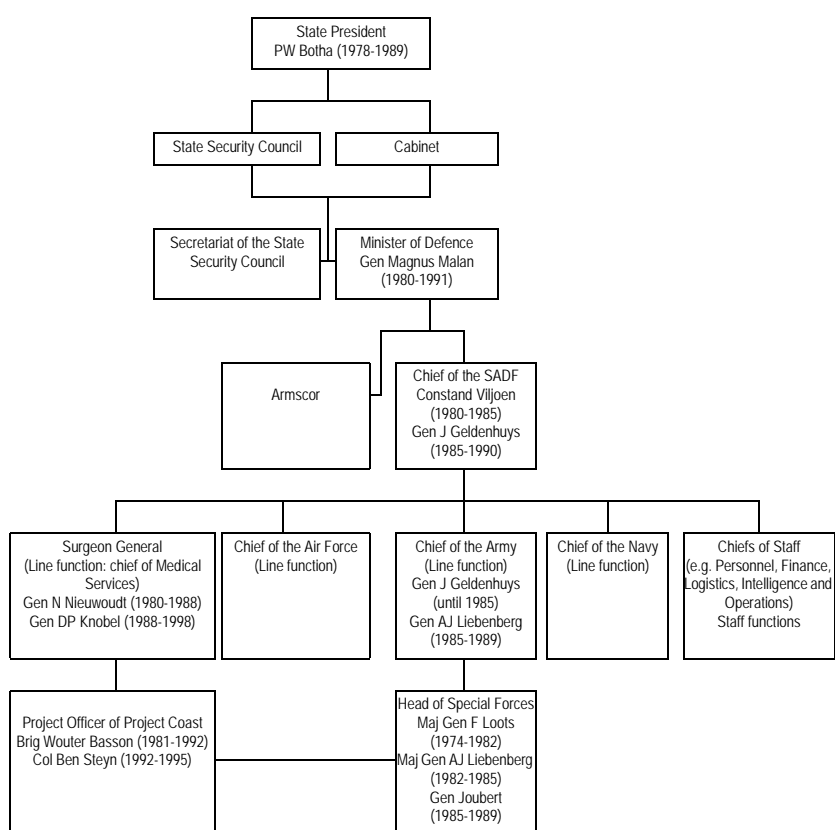 State President
PW Botha (1978-1989)
State Security Council
Cabinet
Secretariat of the State
Security Council
Minister of Defence
Gen Magnus Malan
(1980-1991)
Armscor
Chief of the SADF
Constand Viljoen
(1980-1985)
Gen J Geldenhuys
(1985-1990)
Surgeon General
(Line function: chief of Medical
Services)
Gen N Nieuwoudt (1980-1988)
Gen DP Knobel (1988-1998)
Chief of the Air Force
(Line function)
Chief of the Army
(Line function)
Gen J Geldenhuys
(until 1985)
Gen AJ Liebenberg
(1985-1989)
Chief of the Navy
(Line function)
Chiefs of Staff
(e.g. Personnel, Finance,
Logistics, Intelligence and
Operations)
Staff functions
Project Officer of Project Coast
Brig Wouter Basson (1981-1992)
Col Ben Steyn (1992-1995)
Head of Special Forces
Maj Gen F Loots
(1974-1982)
Maj Gen AJ Liebenberg
(1982-1985)
Gen Joubert
(1985-1989)